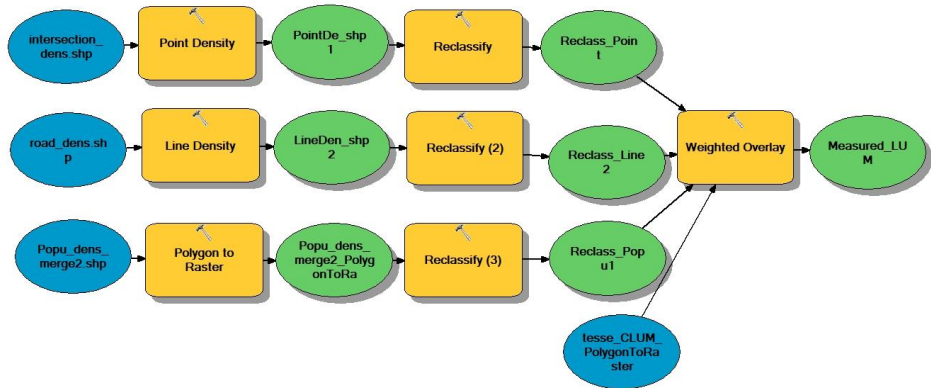 intersection_
dens.shp
Point Density
PointDe_shp
1
Reclassify
Reclass_Poin
t
road_dens.sh
p
Line Density
LineDen_shp
2
Reclassify (2)
Reclass_Line
2
Weighted Overlay
Measured_LU
M
Popu_dens_
merge2.shp
Polygon to
Raster
Popu_dens_
merge2_Polyg
onToRa
Reclassify (3)
Reclass_Pop
u1
tesse_CLUM_
PolygonToRa
ster